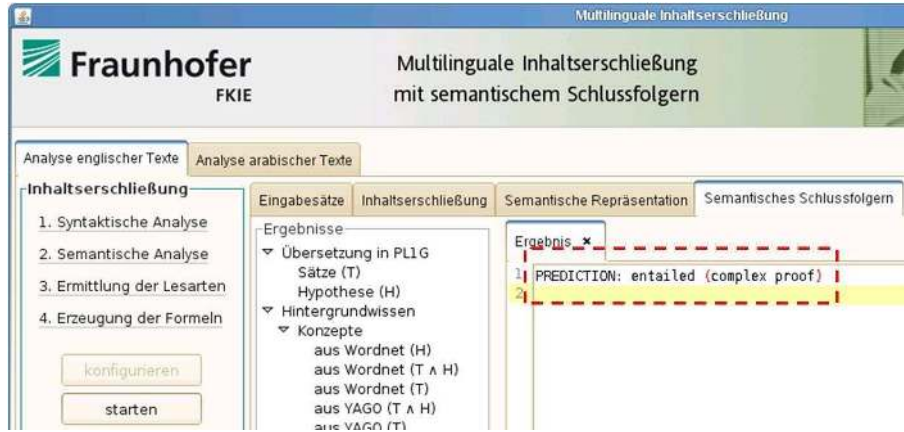 Multilinguale Inhaltserschließung
Fraunhofer
FKIE
Multilinguale Inhaltserschließung
mit semantischem Schlussfolgern
Analyse englischer Texte
Analyse arabischer Texte
Inhaltserschließung
1. Syntaktische Analyse
2. Semantische Analyse
3. Ermittlung der Lesarten
4. Erzeugung der Formeln
konfigurieren
starten
Eingabesätze
Inhaltserschließung
Semantische Repräsentation
Semantisches Schlussfolgern
Ergebnisse
Übersetzung in PL1G
Sätze (T)
Hypothese (H)
Hintergrundwissen
Konzepte
aus Wordnet (H)
aus Wordnet (T ∧ H)
aus Wordnet (T)
aus YAGO (T ∧ H)
aus YAGO (T)
Ergebnis ×
1 PREDICTION: entailed {complex proof}
2